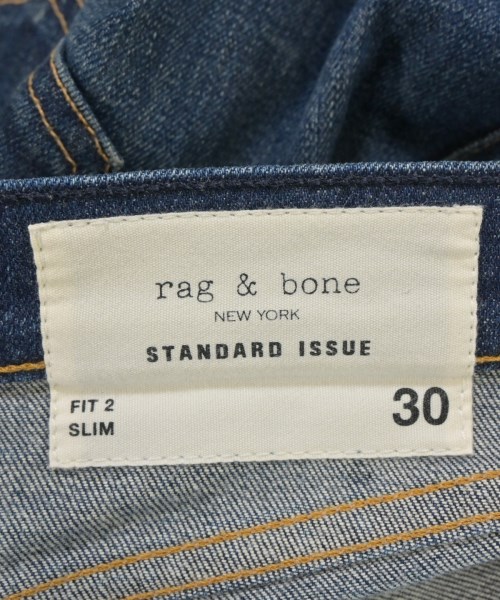 rag & bone
NEW YORK
STANDARD ISSUE
FIT 2
SLIM
30